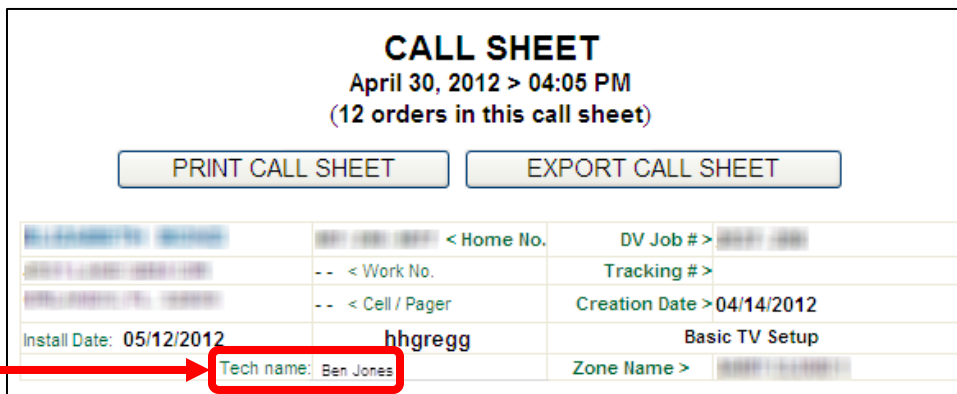 CALL SHEET
April 30, 2012 > 04:05 PM
(12 orders in this call sheet)
PRINT CALL SHEET EXPORT CALL SHEET
< Home No. DV Job # >
- - < Work No. Tracking # >
- - < Cell / Pager Creation Date > 04/14/2012
Install Date: 05/12/2012 hhgregg Basic TV Setup
Tech name: Ben Jones Zone Name >